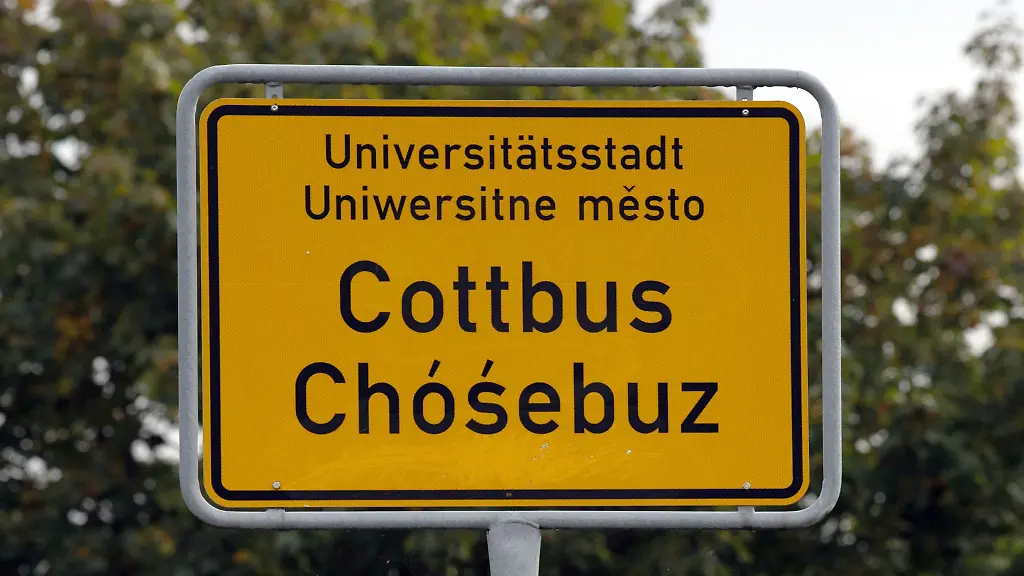 Universitätsstadt
Uniwersitne město
Cottbus
Chóśebuz